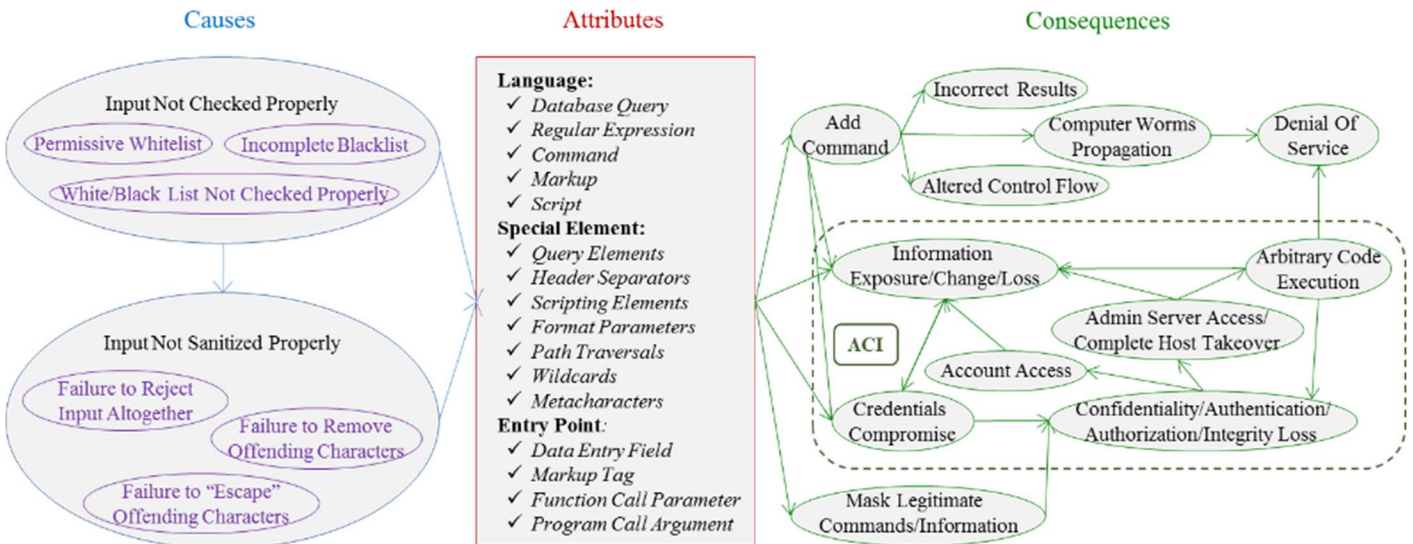 Causes
Attributes
Consequences
Input Not Checked Properly
Permissive Whitelist
Incomplete Blacklist
White/Black List Not Checked Properly
Input Not Sanitized Properly
Failure to Reject
Input Altogether
Failure to Remove
Offending Characters
Failure to “Escape”
Offending Characters
Language:
✓ Database Query
✓ Regular Expression
✓ Command
✓ Markup
✓ Script
Special Element:
✓ Query Elements
✓ Header Separators
✓ Scripting Elements
✓ Format Parameters
✓ Path Traversals
✓ Wildcards
✓ Metacharacters
Entry Point:
✓ Data Entry Field
✓ Markup Tag
✓ Function Call Parameter
✓ Program Call Argument
Add
Command
Incorrect Results
Computer Worms
Propagation
Denial Of
Service
Altered Control Flow
Information
Exposure/Change/Loss
Arbitrary Code
Execution
ACI
Admin Server Access/
Complete Host Takeover
Account Access
Credentials
Compromise
Confidentiality/Authentication/
Authorization/Integrity Loss
Mask Legitimate
Commands/Information